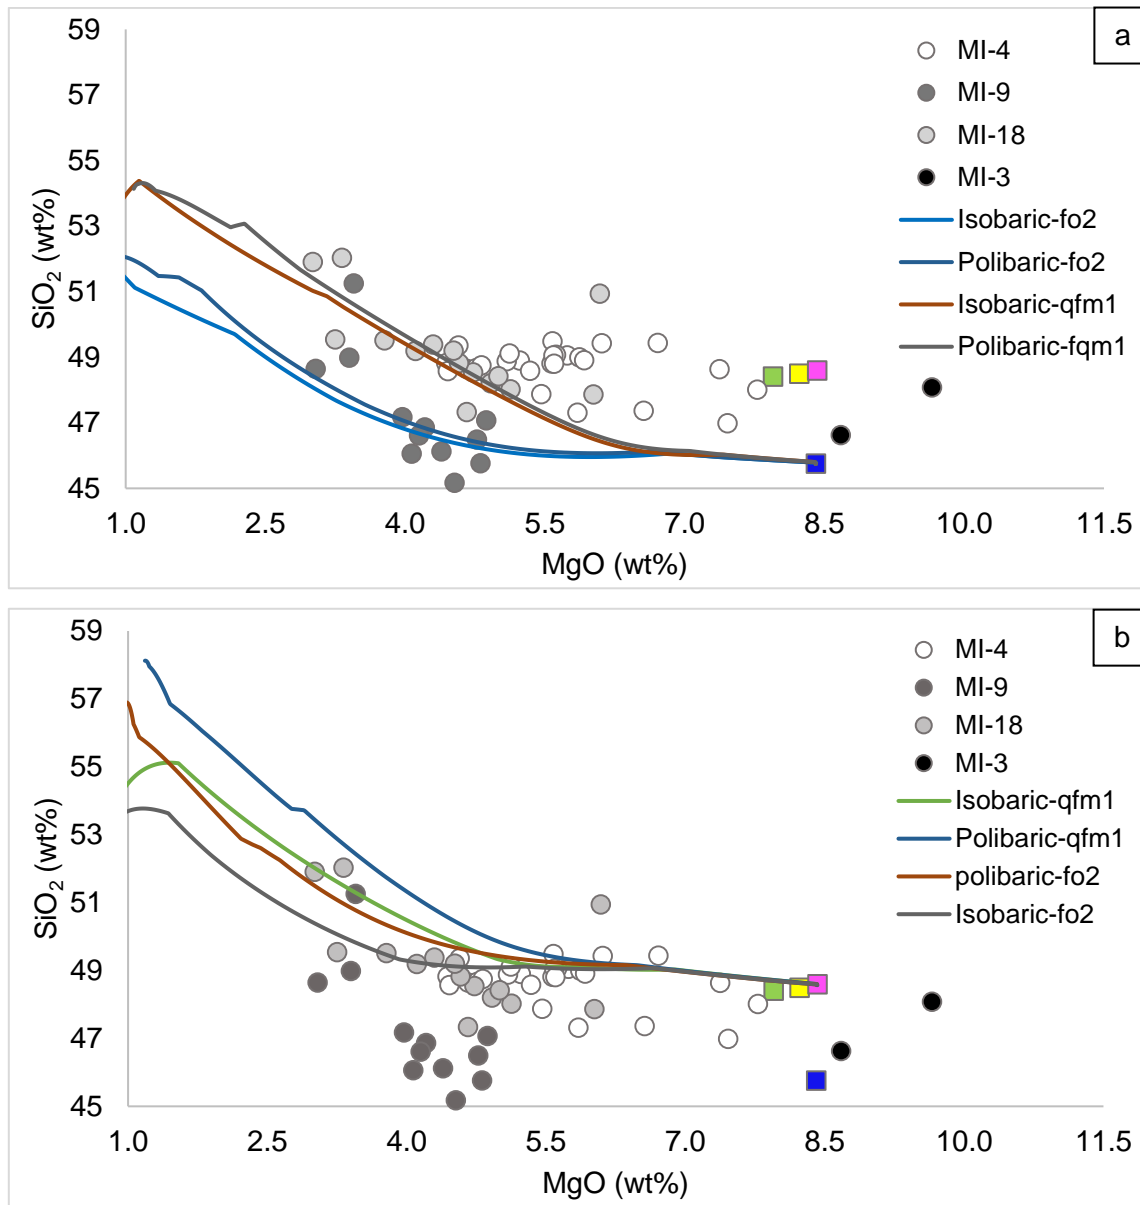 a
59
57
55
53
51
49
47
45
SiO₂ (wt%)
1.0 2.5 4.0 5.5 7.0 8.5 10.0 11.5
MgO (wt%)
MI-4
MI-9
MI-18
MI-3
Isobaric-fo2
Polibaric-fo2
Isobaric-qfm1
Polibaric-fqm1
b
59
57
55
53
51
49
47
45
SiO₂ (wt%)
1.0 2.5 4.0 5.5 7.0 8.5 10.0 11.5
MgO (wt%)
MI-4
MI-9
MI-18
MI-3
Isobaric-qfm1
Polibaric-qfm1
polibaric-fo2
Isobaric-fo2